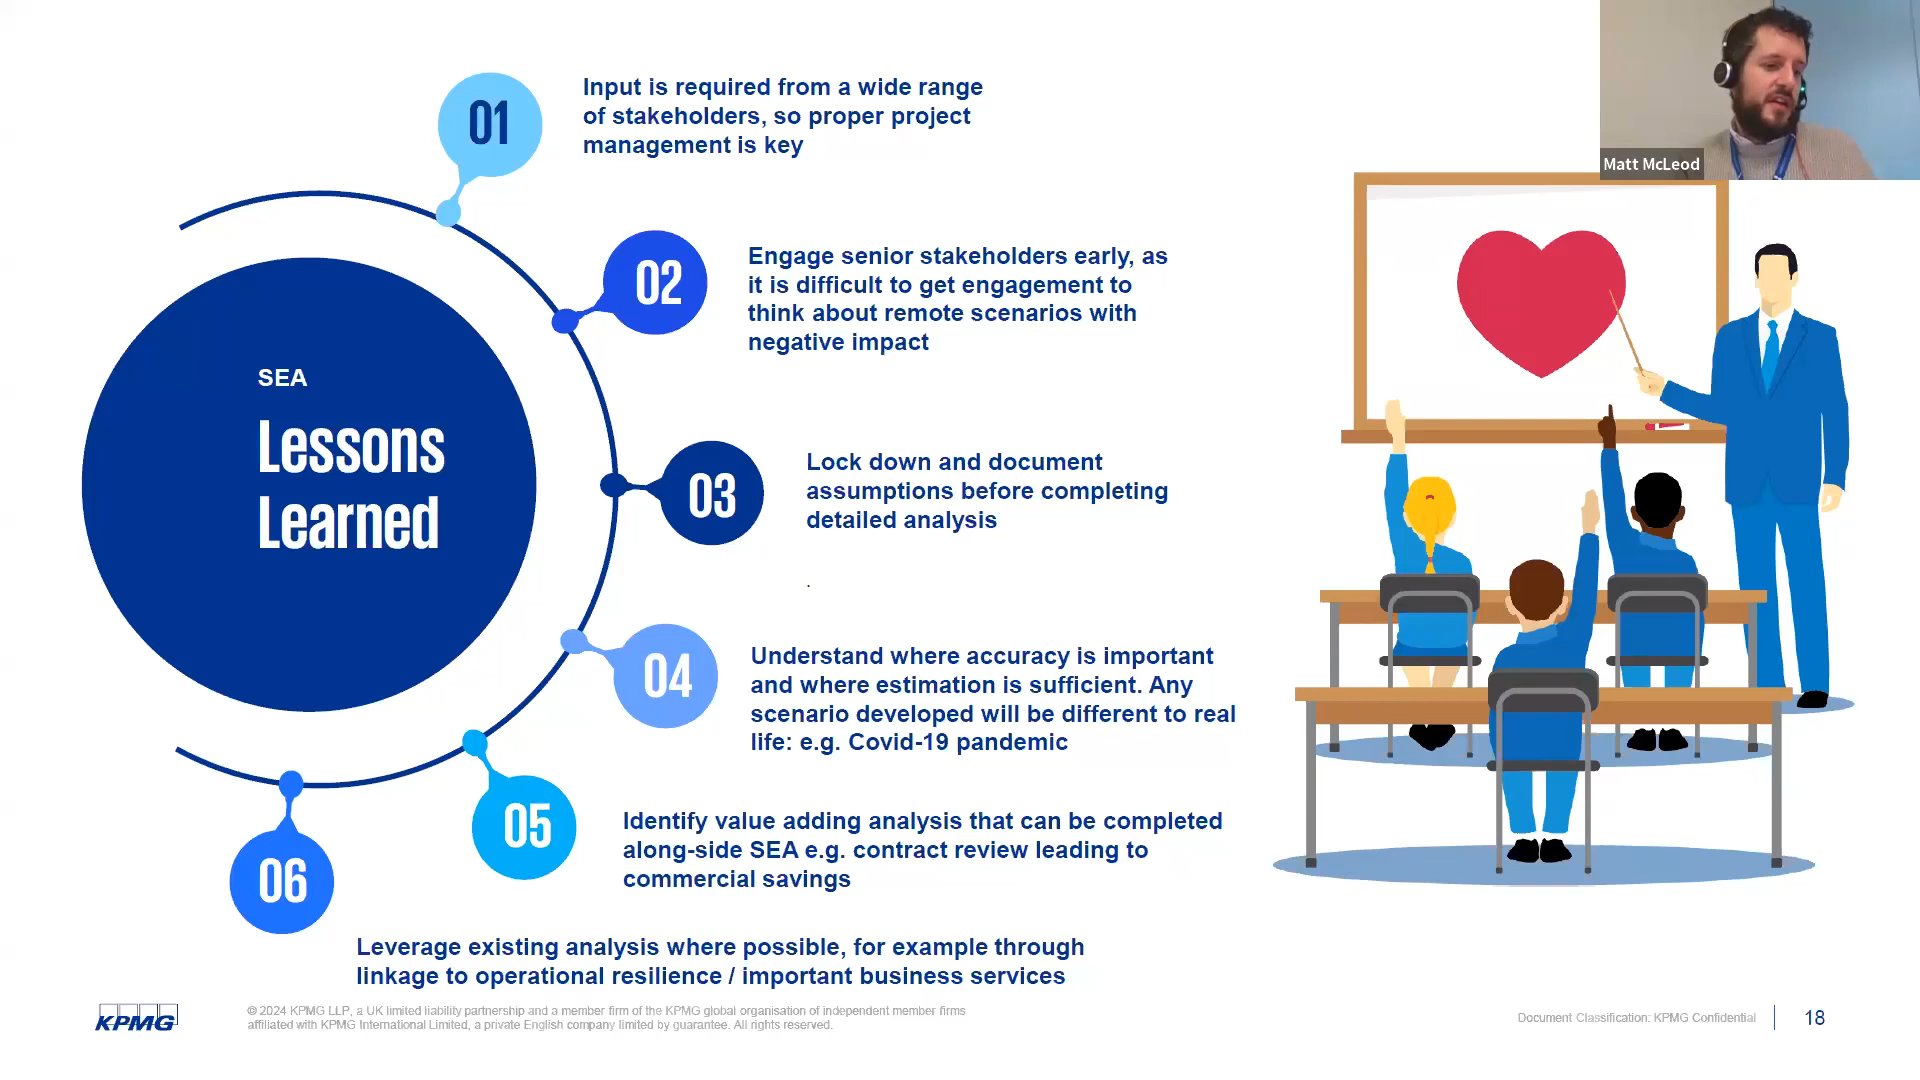 Matt McLeod
SEA
Lessons
Learned
01
Input is required from a wide range
of stakeholders, so proper project
management is key
02
Engage senior stakeholders early, as
it is difficult to get engagement to
think about remote scenarios with
negative impact
03
Lock down and document
assumptions before completing
detailed analysis
.
04
Understand where accuracy is important
and where estimation is sufficient. Any
scenario developed will be different to real
life: e.g. Covid-19 pandemic
05
Identify value adding analysis that can be completed
along-side SEA e.g. contract review leading to
commercial savings
06
Leverage existing analysis where possible, for example through
linkage to operational resilience / important business services
KPMG
© 2024 KPMG LLP, a UK limited liability partnership and a member firm of the KPMG global organisation of independent member firms
affiliated with KPMG International Limited, a private English company limited by guarantee. All rights reserved.
Document Classification: KPMG Confidential
18